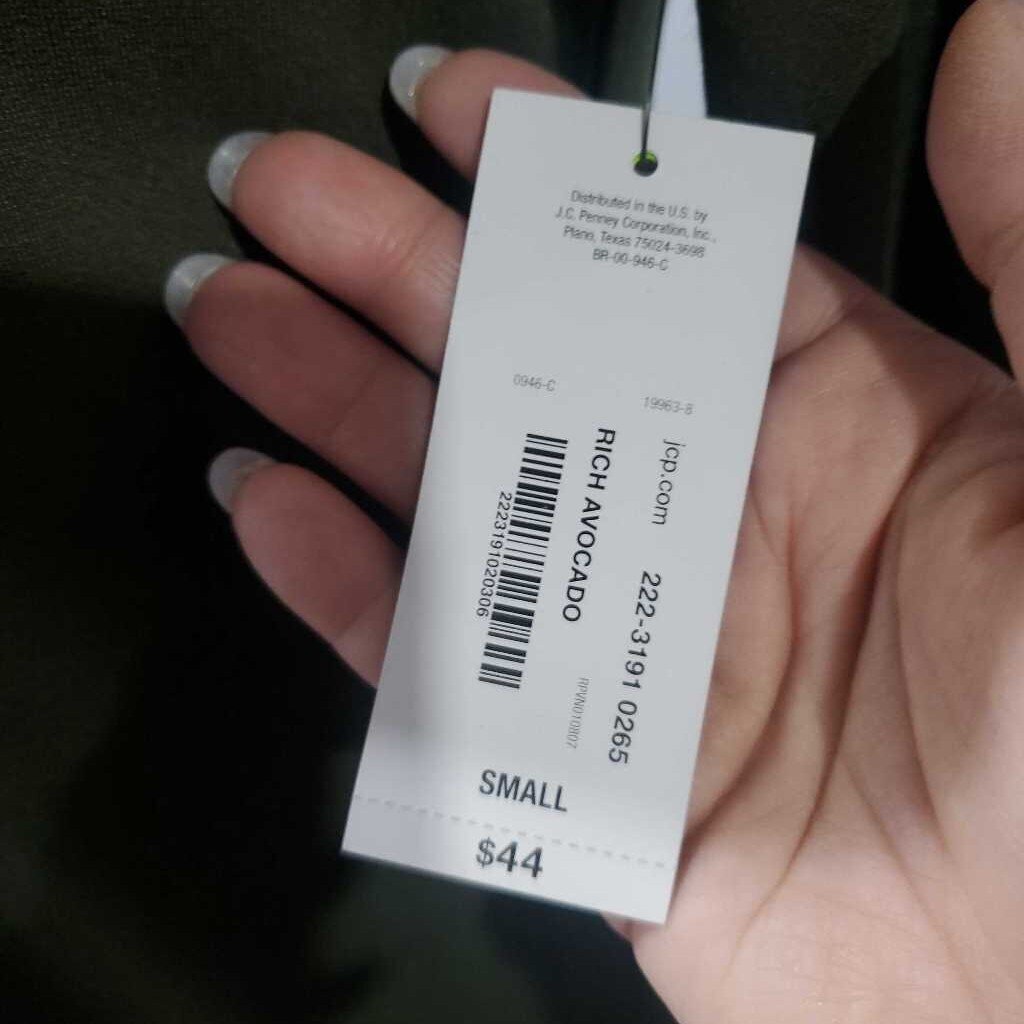 Distributed in the U.S. by
J.C. Penney Corporation, Inc.,
Plano, Texas 75024-3698
BR-00-946-C
0946-C
19963-8
jcp.com
222-3191 0265
RICH AVOCADO
RPVN010807
2223191020306
SMALL
$44